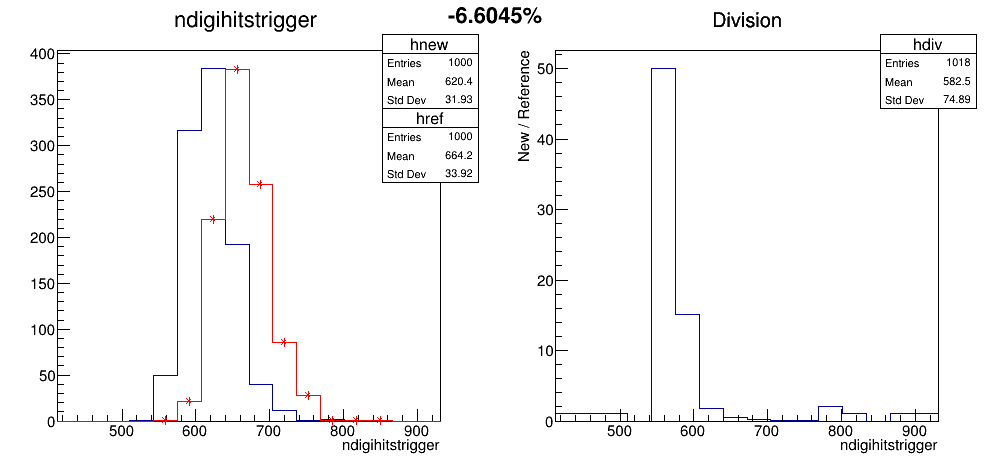 -6.6045%
ndigihitstrigger
hnew
Entries 1000
Mean 620.4
Std Dev 31.93
href
Entries 1000
Mean 664.2
Std Dev 33.92
400
350
300
250
200
150
100
50
0
500 600 700 800 900
ndigihitstrigger
Division
hdiv
Entries 1018
Mean 582.5
Std Dev 74.89
New / Reference
50
40
30
20
10
0
500 600 700 800 900
ndigihitstrigger